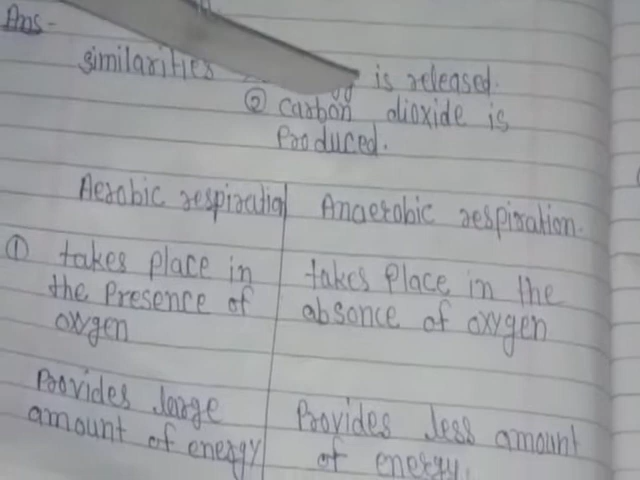 Ans-
similarities is released.
② carbon dioxide is
Produced.
Aerobic respiration Anaerobic respiration.
① takes place in
the presence of
oxygen
takes place in the
absence of oxygen
Provides large
amount of energy
Provides less amount
of energy.